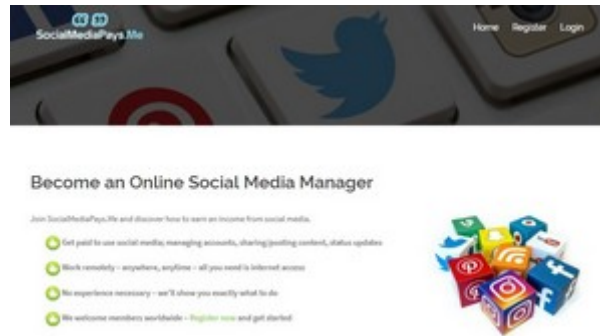 SocialMediaPays.Me
Home Register Login
Become an Online Social Media Manager
Join SocialMediaPays.Me and discover how to earn an income from social media.
Get paid to use social media; managing accounts, sharing/posting content, status updates
Work remotely – anywhere, anytime – all you need is internet access
No experience necessary – we'll show you exactly what to do
We welcome members worldwide – Register now and get started